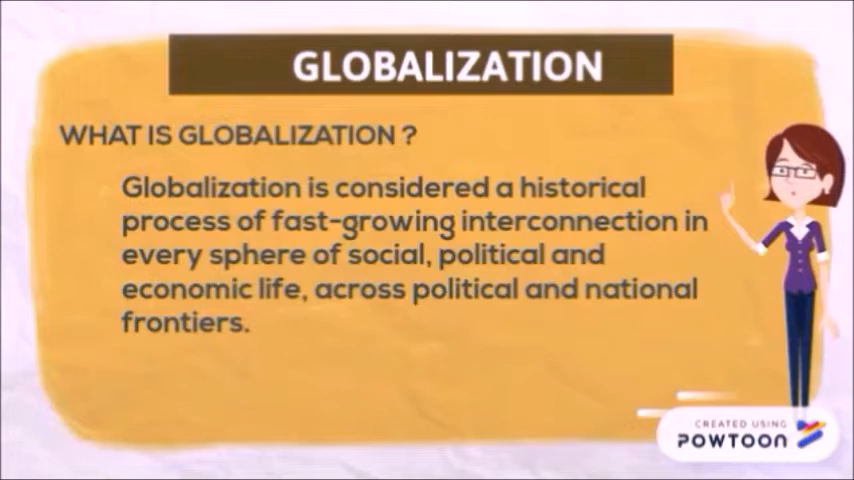 GLOBALIZATION
WHAT IS GLOBALIZATION ?
Globalization is considered a historical
process of fast-growing interconnection in
every sphere of social, political and
economic life, across political and national
frontiers.
CREATED USING
POWTOON